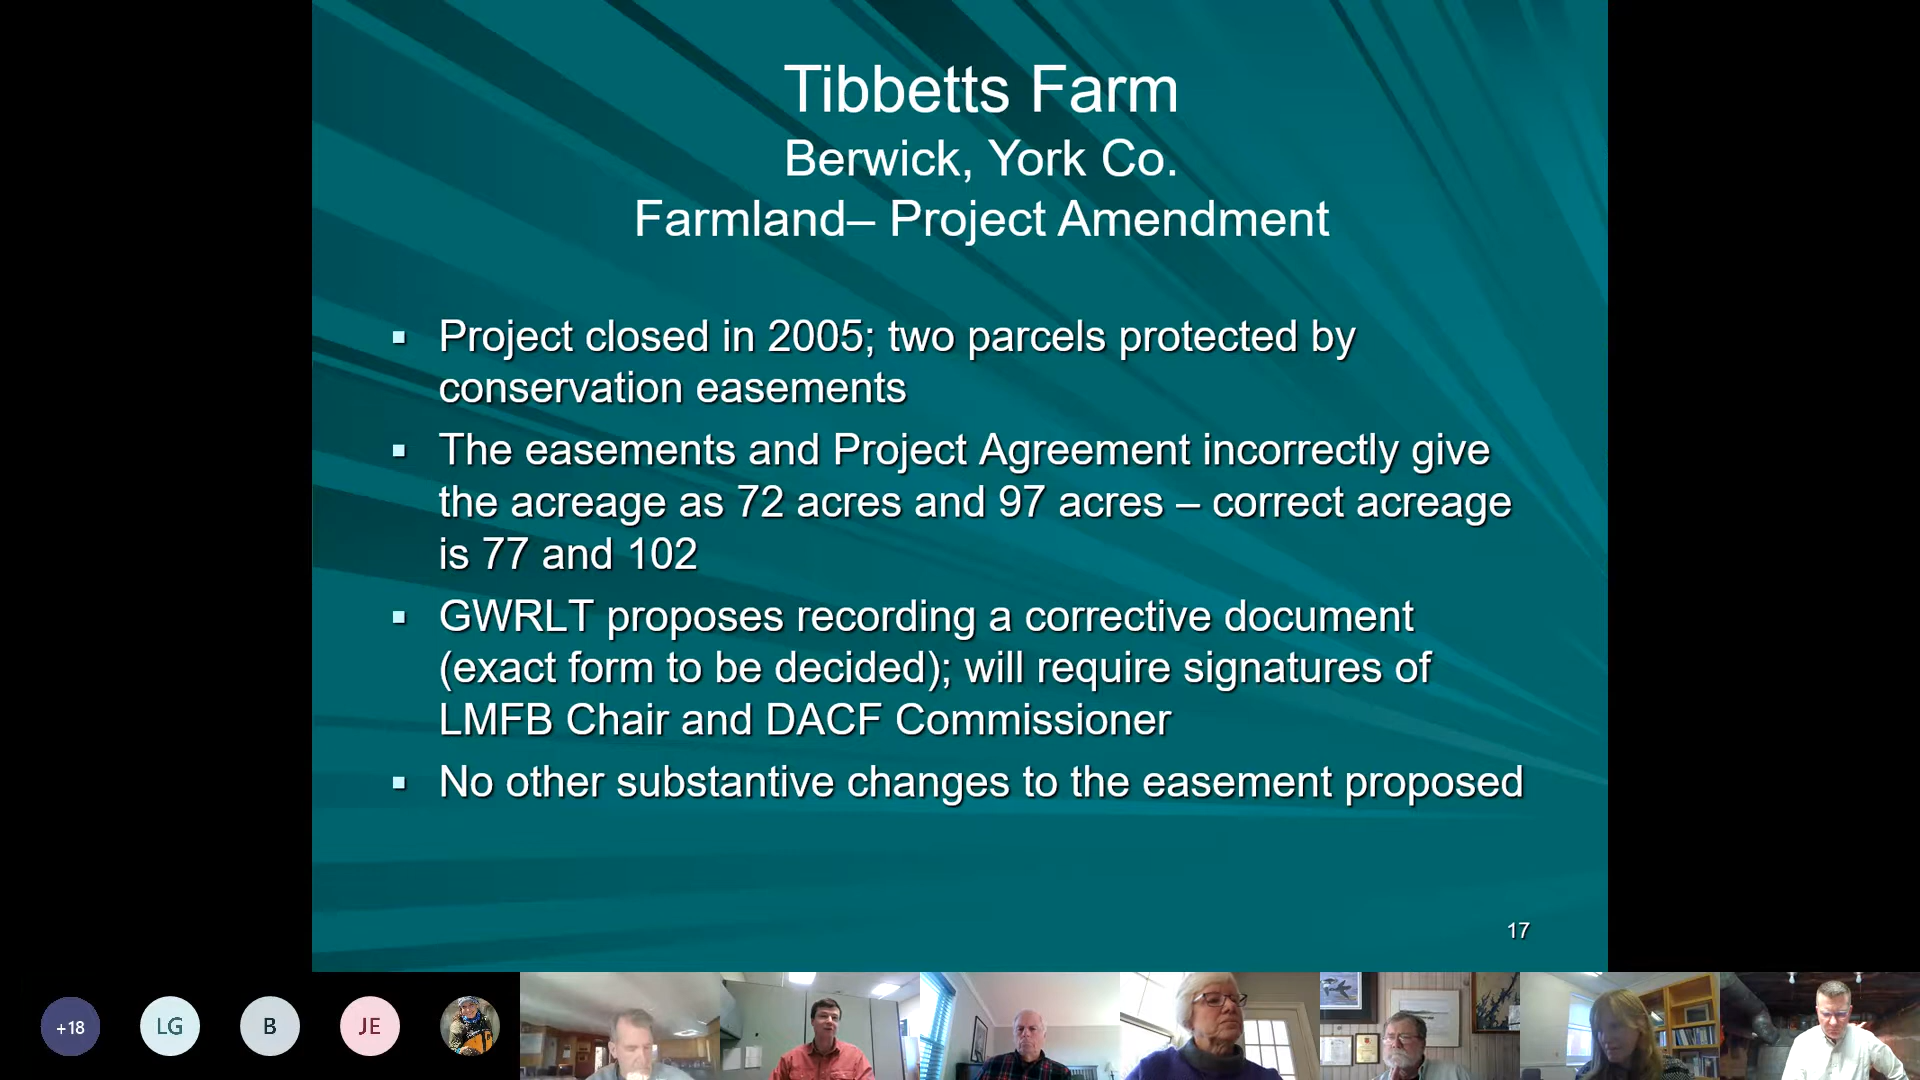 Tibbetts Farm
Berwick, York Co.
Farmland– Project Amendment
▪ Project closed in 2005; two parcels protected by
conservation easements
▪ The easements and Project Agreement incorrectly give
the acreage as 72 acres and 97 acres – correct acreage
is 77 and 102
▪ GWRLT proposes recording a corrective document
(exact form to be decided); will require signatures of
LMFB Chair and DACF Commissioner
▪ No other substantive changes to the easement proposed
17
+18
LG
B
JE